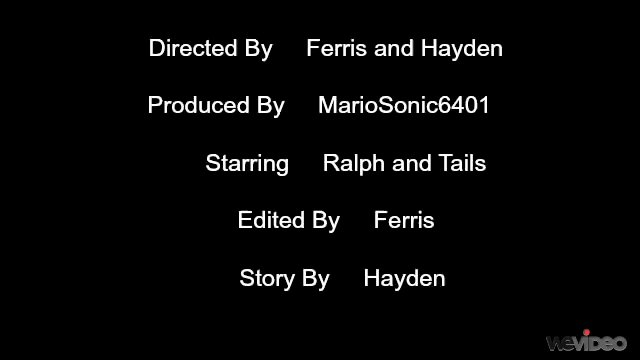 Directed By Ferris and Hayden
Produced By MarioSonic6401
Starring Ralph and Tails
Edited By Ferris
Story By Hayden
WEVIDEO